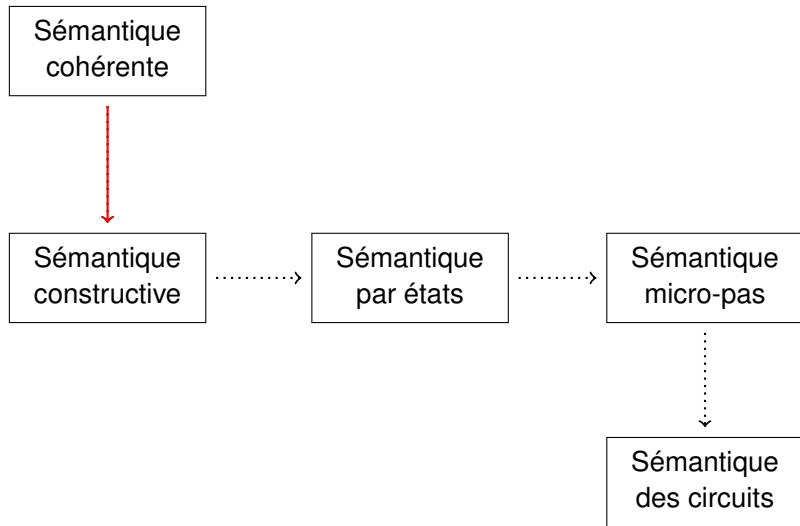 Sémantique
cohérente
Sémantique
constructive
Sémantique
par états
Sémantique
micro-pas
Sémantique
des circuits